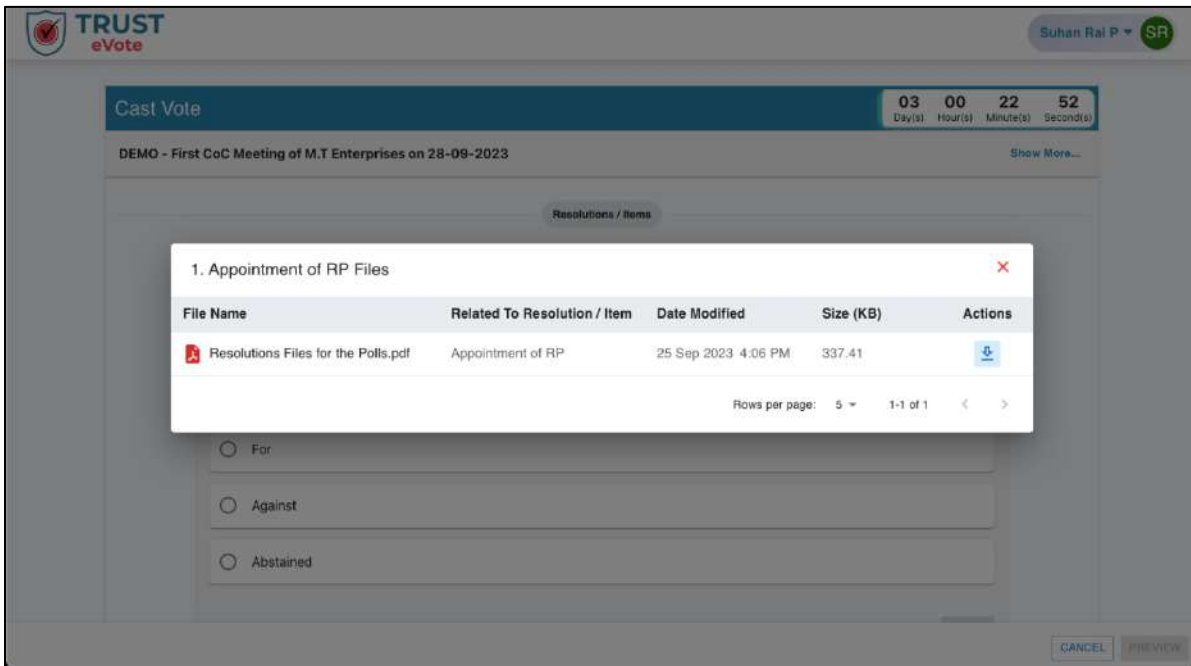 TRUST
eVote
Suhan Rai P SR
Cast Vote
03 00 22 52
Day(s) Hour(s) Minute(s) Second(s)
DEMO - First CoC Meeting of M.T Enterprises on 28-09-2023 Show More...
Resolutions / Items
1. Appointment of RP Files
File Name Related To Resolution / Item Date Modified Size (KB) Actions
Resolutions Files for the Polls.pdf Appointment of RP 25 Sep 2023 4:06 PM 337.41
Rows per page: 5 1-1 of 1
For
Against
Abstained
CANCEL PREVIEW